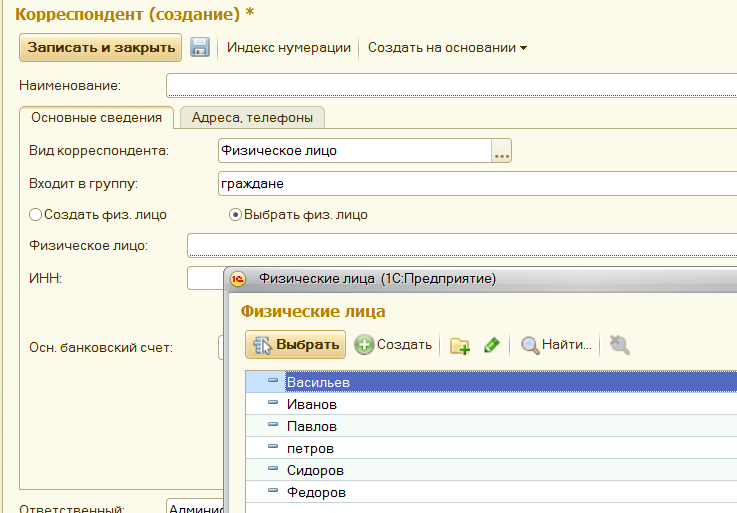 Корреспондент (создание) *
Записать и закрыть Индекс нумерации Создать на основании
Наименование:
Основные сведения Адреса, телефоны
Вид корреспондента: Физическое лицо ...
Входит в группу: граждане
Создать физ. лицо Выбрать физ. лицо
Физическое лицо:
ИНН:
1С Физические лица (1С:Предприятие)
Физические лица
Осн. банковский счет:
Выбрать Создать Найти...
Васильев
Иванов
Павлов
петров
Сидоров
Федоров
Ответственный: Админис